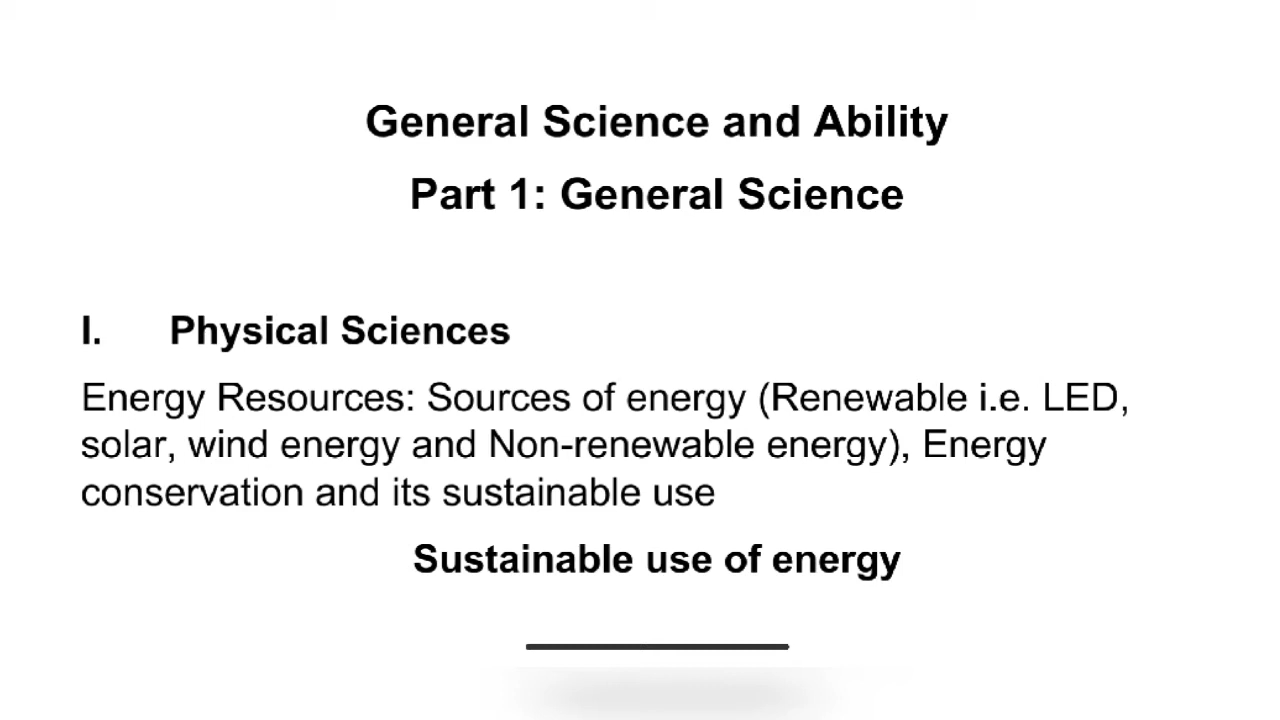 General Science and Ability
Part 1: General Science
I. Physical Sciences
Energy Resources: Sources of energy (Renewable i.e. LED,
solar, wind energy and Non-renewable energy), Energy
conservation and its sustainable use
Sustainable use of energy